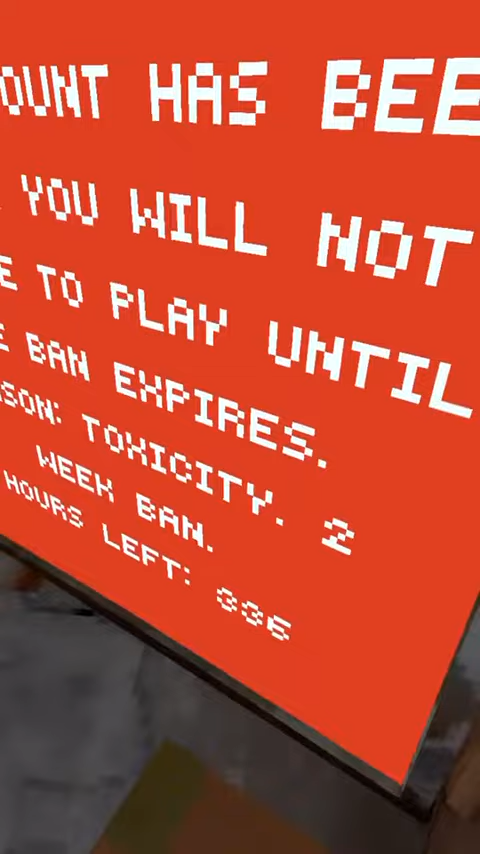 OUNT HAS BEE
YOU WILL NOT
E TO PLAY UNTIL
E BAN EXPIRES.
SON: TOXICITY. 2
WEEK BAN.
HOURS LEFT: 336